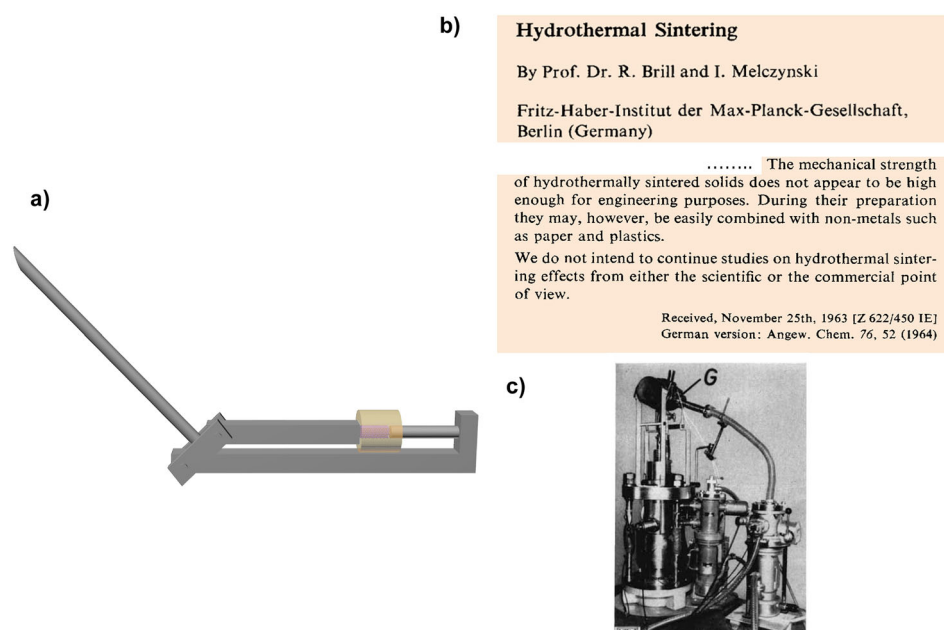 a)
b)
Hydrothermal Sintering
By Prof. Dr. R. Brill and I. Melczynski
Fritz-Haber-Institut der Max-Planck-Gesellschaft,
Berlin (Germany)
........ The mechanical strength
of hydrothermally sintered solids does not appear to be high
enough for engineering purposes. During their preparation
they may, however, be easily combined with non-metals such
as paper and plastics.
We do not intend to continue studies on hydrothermal sinter-
ing effects from either the scientific or the commercial point
of view.
Received, November 25th, 1963 [Z 622/450 IE]
German version: Angew. Chem. 76, 52 (1964)
c)
G